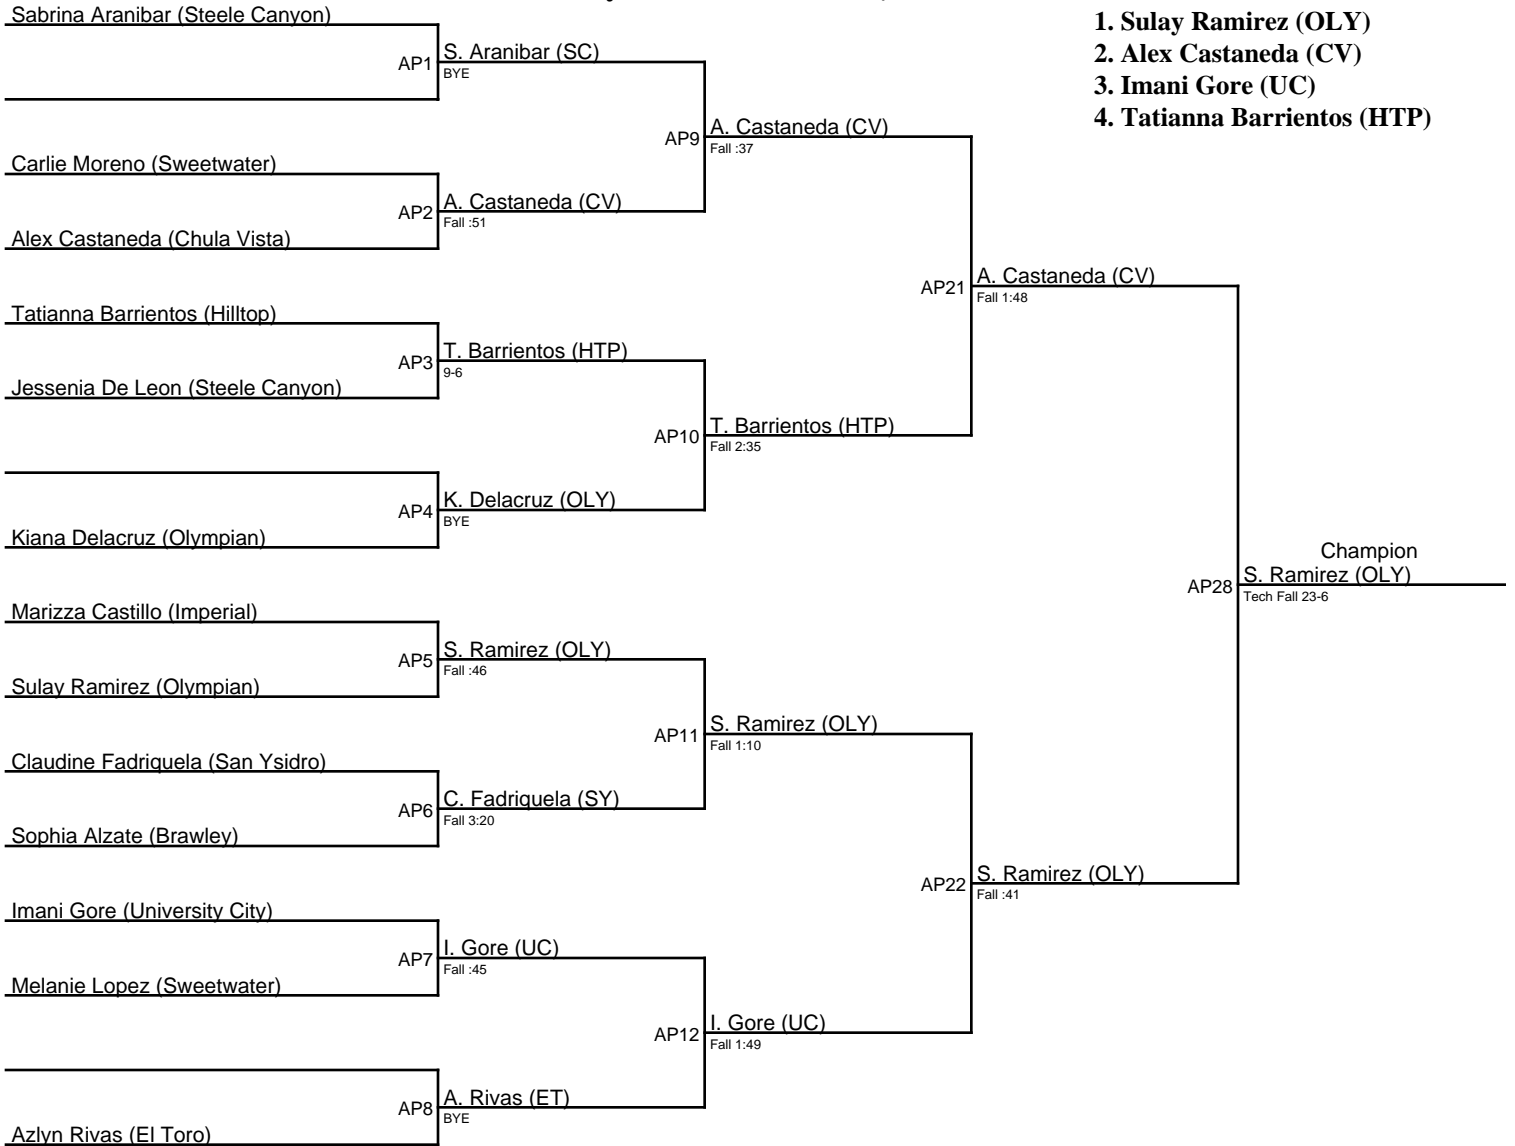 Sabrina Aranibar (Steele Canyon)
AP1
S. Aranibar (SC)
BYE
Carlie Moreno (Sweetwater)
AP2
A. Castaneda (CV)
Fall :51
Alex Castaneda (Chula Vista)
AP9
A. Castaneda (CV)
Fall :37
Tatianna Barrientos (Hilltop)
AP3
T. Barrientos (HTP)
9-6
Jessenia De Leon (Steele Canyon)
AP10
T. Barrientos (HTP)
Fall 2:35
AP4
K. Delacruz (OLY)
BYE
Kiana Delacruz (Olympian)
AP21
A. Castaneda (CV)
Fall 1:48
Marizza Castillo (Imperial)
AP5
S. Ramirez (OLY)
Fall :46
Sulay Ramirez (Olympian)
AP11
S. Ramirez (OLY)
Fall 1:10
Claudine Fadriquela (San Ysidro)
AP6
C. Fadriquela (SY)
Fall 3:20
Sophia Alzate (Brawley)
Imani Gore (University City)
AP7
I. Gore (UC)
Fall :45
Melanie Lopez (Sweetwater)
AP12
I. Gore (UC)
Fall 1:49
AP8
A. Rivas (ET)
BYE
Azlyn Rivas (El Toro)
AP22
S. Ramirez (OLY)
Fall :41
Champion
AP28
S. Ramirez (OLY)
Tech Fall 23-6
1. Sulay Ramirez (OLY)
2. Alex Castaneda (CV)
3. Imani Gore (UC)
4. Tatianna Barrientos (HTP)